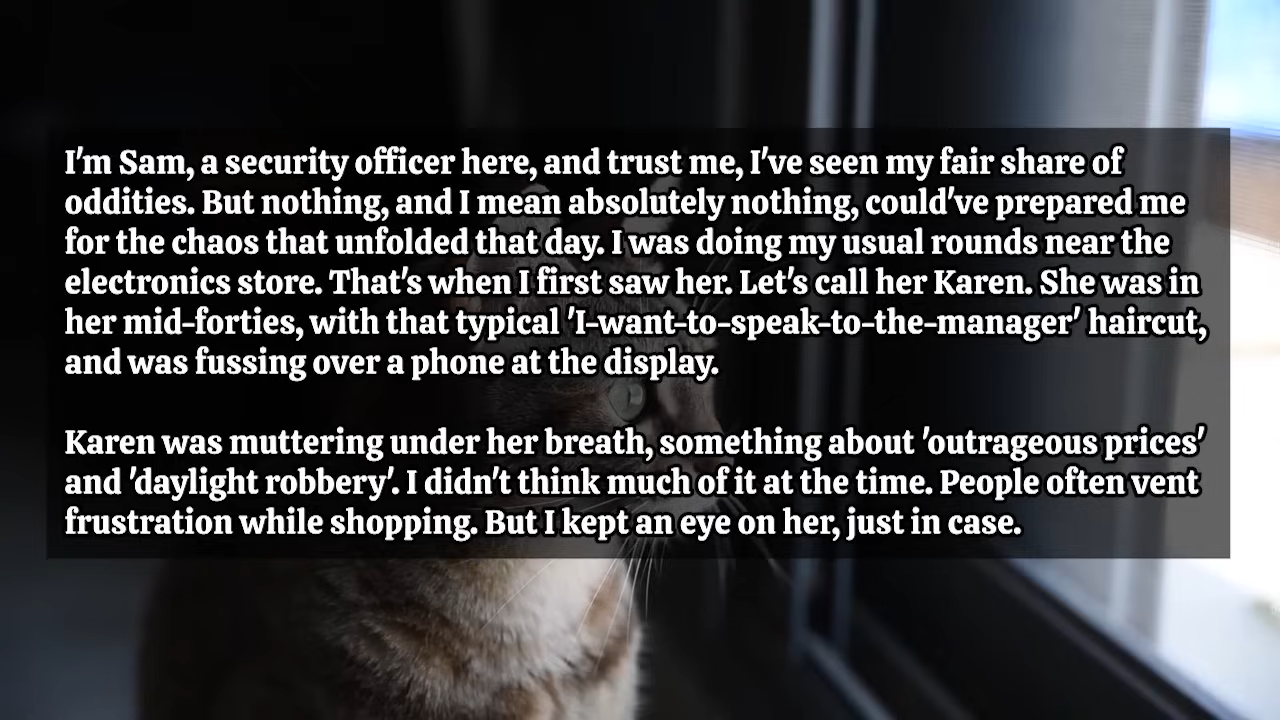 I'm Sam, a security officer here, and trust me, I've seen my fair share of
oddities. But nothing, and I mean absolutely nothing, could've prepared me
for the chaos that unfolded that day. I was doing my usual rounds near the
electronics store. That's when I first saw her. Let's call her Karen. She was in
her mid-forties, with that typical 'I-want-to-speak-to-the-manager' haircut,
and was fussing over a phone at the display.
Karen was muttering under her breath, something about 'outrageous prices'
and 'daylight robbery'. I didn't think much of it at the time. People often vent
frustration while shopping. But I kept an eye on her, just in case.